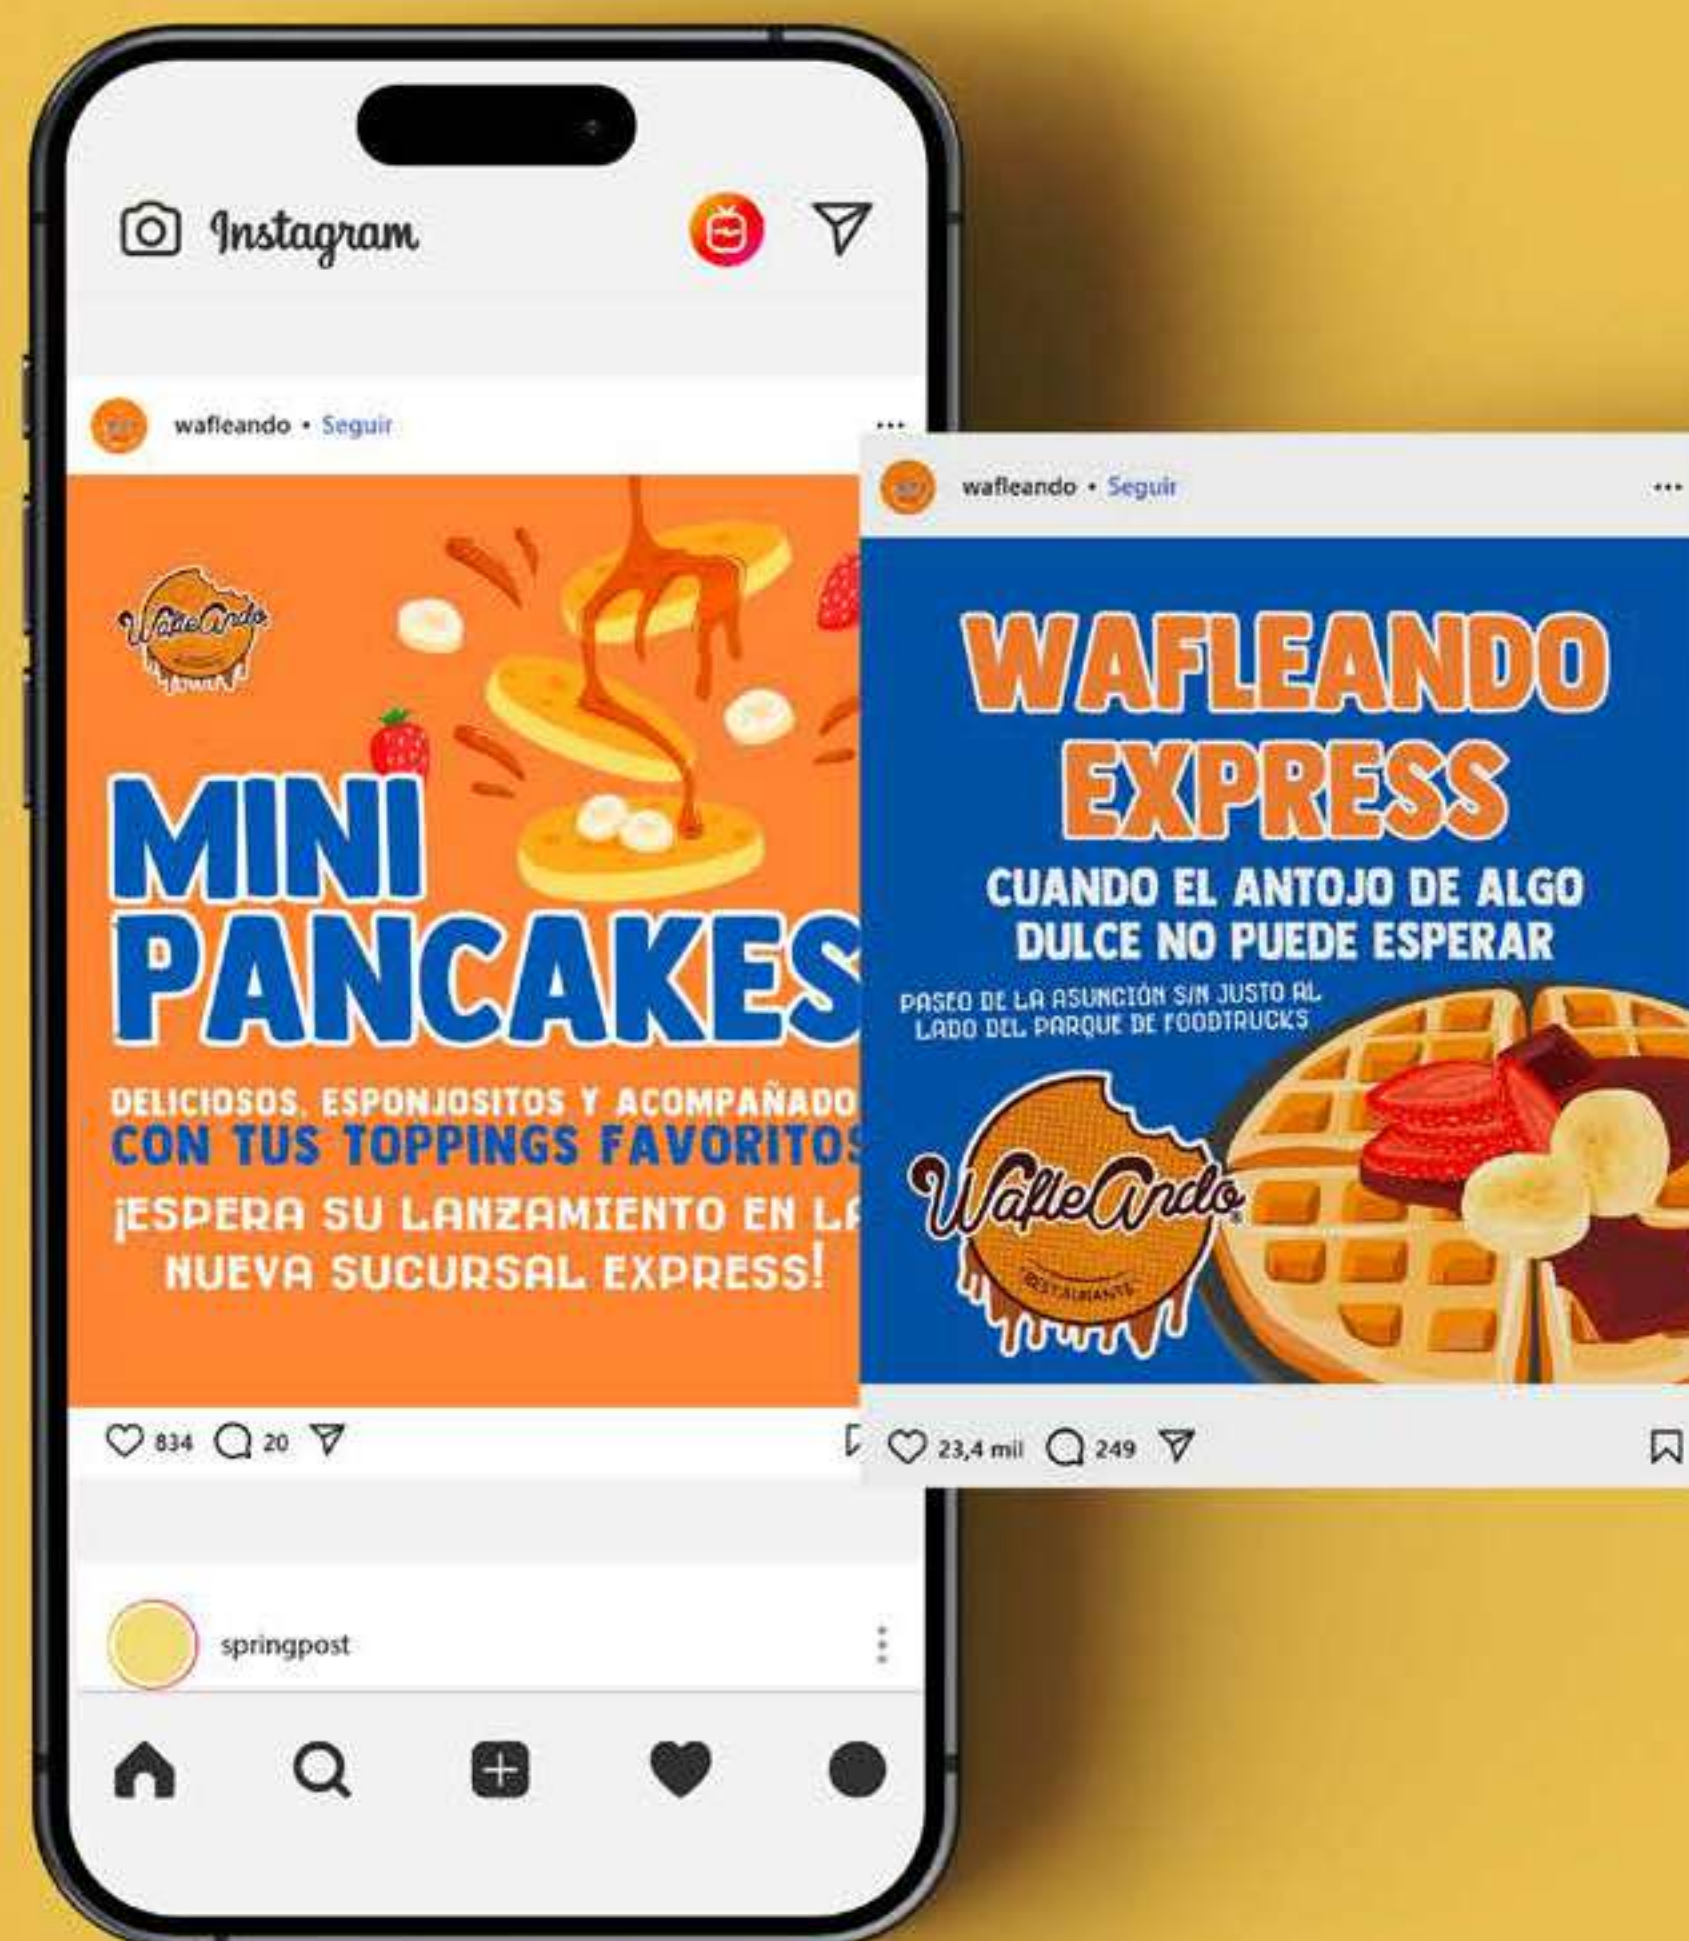 Instagram
wafleando • Seguir
WafleAndo
MINI
PANCAKES
DELICIOSOS, ESPONJOSITOS Y ACOMPAÑADO
CON TUS TOPPINGS FAVORITOS
¡ESPERA SU LANZAMIENTO EN LA
NUEVA SUCURSAL EXPRESS!
834 20
springpost
wafleando • Seguir
WAFLEANDO
EXPRESS
CUANDO EL ANTOJO DE ALGO
DULCE NO PUEDE ESPERAR
PASEO DE LA ASUNCIÓN S/N JUSTO AL
LADO DEL PARQUE DE FOODTRUCKS
WafleAndo
RESTAURANTE
23,4 mil 249